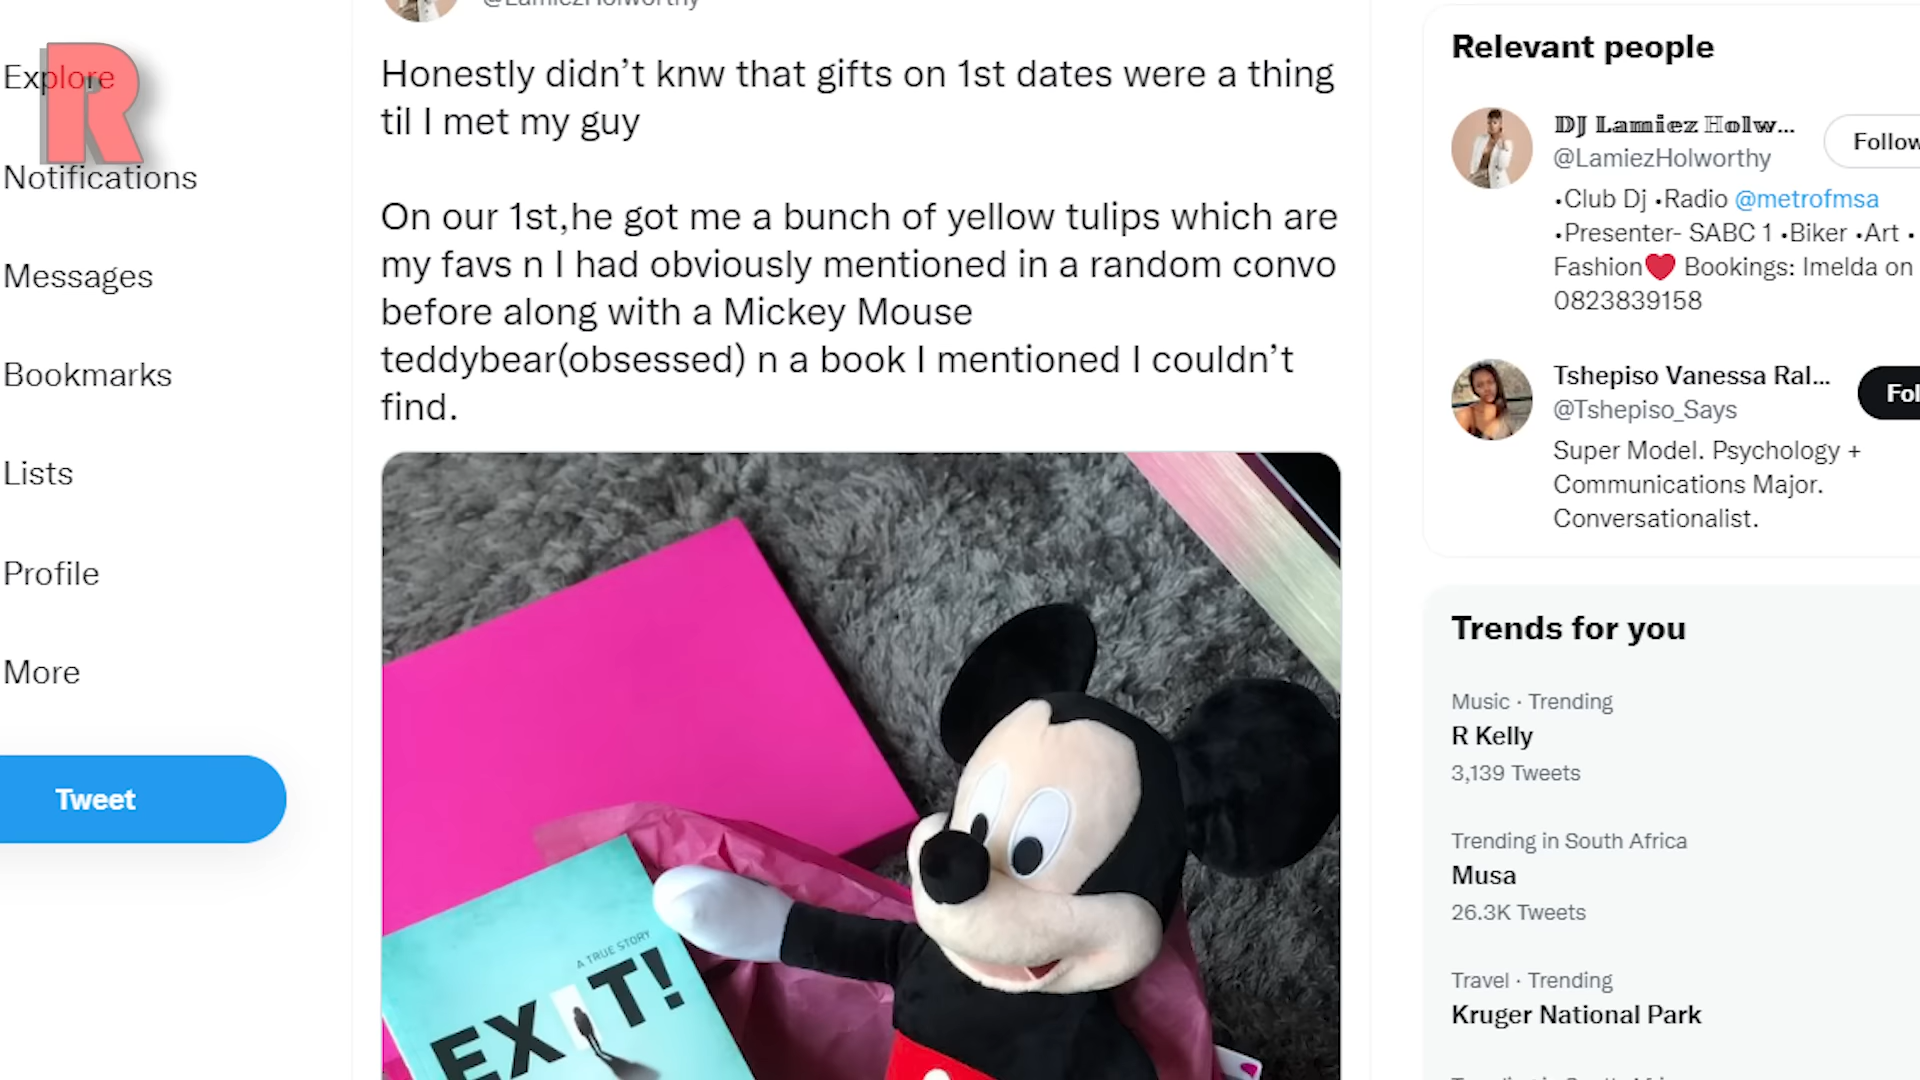 @LamiezHolworthy
Honestly didn’t knw that gifts on 1st dates were a thing
til I met my guy
On our 1st,he got me a bunch of yellow tulips which are
my favs n I had obviously mentioned in a random convo
before along with a Mickey Mouse
teddybear(obsessed) n a book I mentioned I couldn’t
find.
A TRUE STORY
EXIT!
R
Explore
Notifications
Messages
Bookmarks
Lists
Profile
More
Tweet
Relevant people
DJ Lamiez Holw...
@LamiezHolworthy
Follow
•Club Dj •Radio @metrofmsa
•Presenter- SABC 1 •Biker •Art •
Fashion❤ Bookings: Imelda on
0823839158
Tshepiso Vanessa Ral...
@Tshepiso_Says
Fol
Super Model. Psychology +
Communications Major.
Conversationalist.
Trends for you
Music · Trending
R Kelly
3,139 Tweets
Trending in South Africa
Musa
26.3K Tweets
Travel · Trending
Kruger National Park